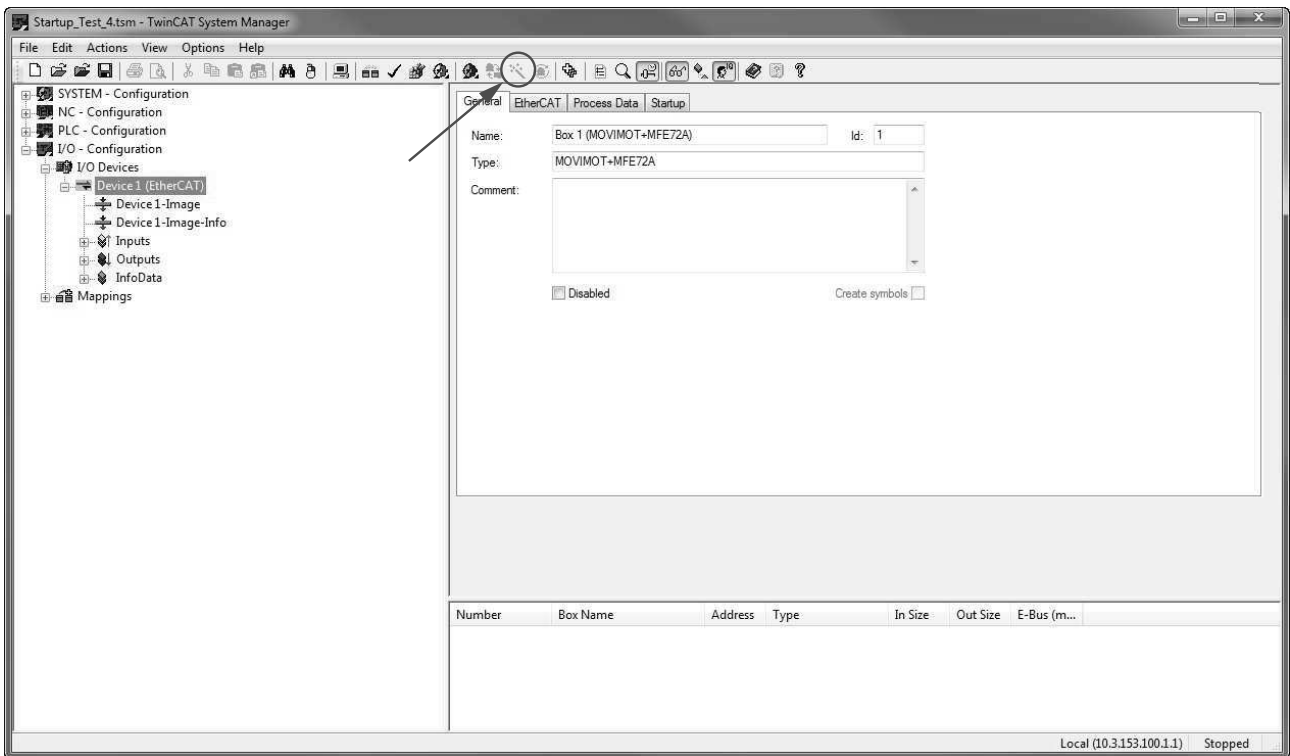 Startup_Test_4.tsm - TwinCAT System Manager
File Edit Actions View Options Help
SYSTEM - Configuration
NC - Configuration
PLC - Configuration
I/O - Configuration
I/O Devices
Device 1 (EtherCAT)
Device 1-Image
Device 1-Image-Info
Inputs
Outputs
InfoData
Mappings
General EtherCAT Process Data Startup
Name: Box 1 (MOVIMOT+MFE72A) Id: 1
Type: MOVIMOT+MFE72A
Comment:
Disabled Create symbols
Number Box Name Address Type In Size Out Size E-Bus (m...
Local (10.3.153.100.1.1) Stopped